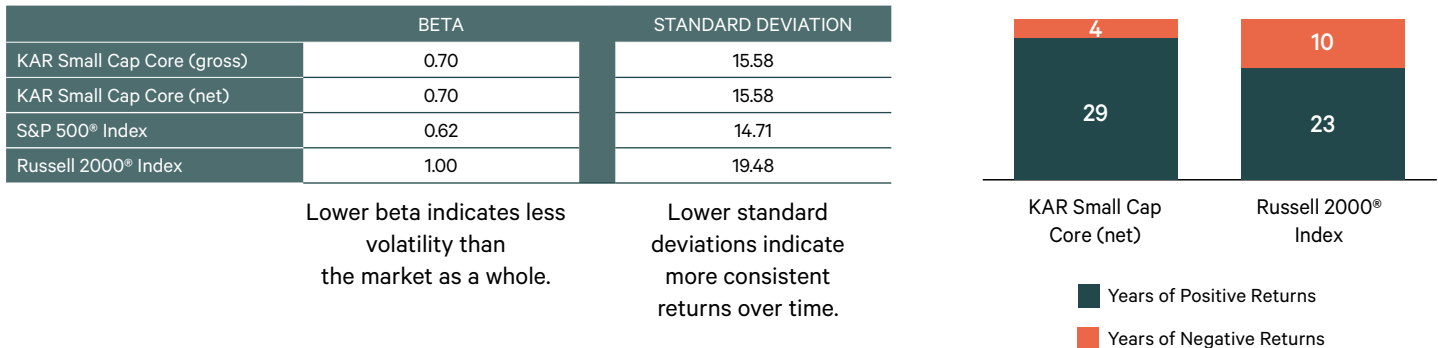 BETA STANDARD DEVIATION
KAR Small Cap Core (gross) 0.70 15.58
KAR Small Cap Core (net) 0.70 15.58
S&P 500® Index 0.62 14.71
Russell 2000® Index 1.00 19.48
Lower beta indicates less
volatility than
the market as a whole.
Lower standard
deviations indicate
more consistent
returns over time.
4
29
10
23
KAR Small Cap
Core (net)
Russell 2000®
Index
Years of Positive Returns
Years of Negative Returns